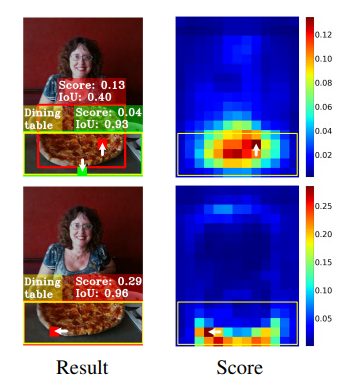 Score: 0.13
IoU: 0.40
Dining
table
Score: 0.04
IoU: 0.93
0.14
0.12
0.10
0.08
0.06
0.04
0.02
Dining
table
Score: 0.29
IoU: 0.96
0.25
0.20
0.15
0.10
0.05
Result
Score